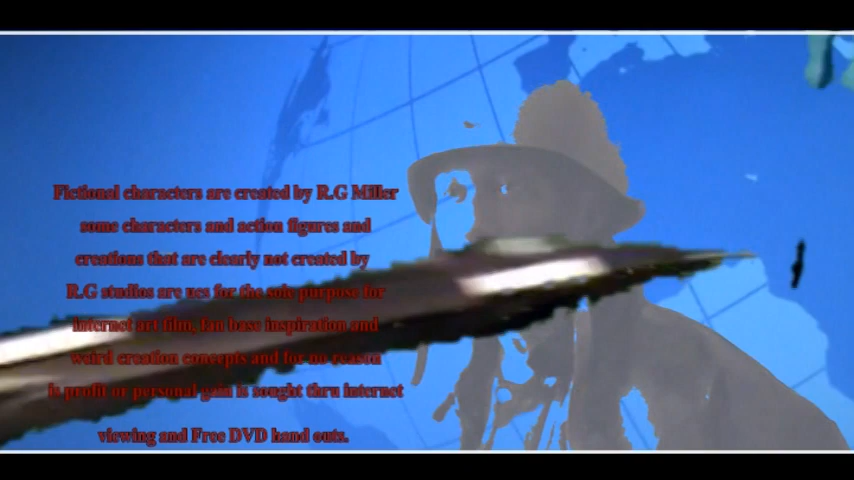 Fictional characters are created by R.G Miller
some characters and action figures and
creations that are clearly not created by
R.G studios are ues for the sole purpose for
internet art film, fan base inspiration and
weird creation concepts and for no reason
is profit or personal gain is sought thru internet
viewing and Free DVD hand outs.